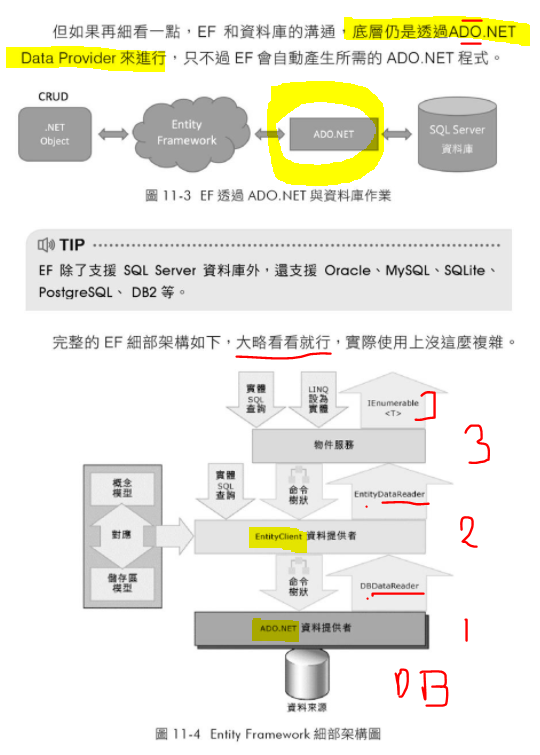 但如果再細看一點，EF 和資料庫的溝通，底層仍是透過ADO.NET
Data Provider 來進行，只不過 EF 會自動產生所需的 ADO.NET 程式。
CRUD
.NET
Object
Entity
Framework
ADO.NET
SQL Server
資料庫
圖 11-3 EF 透過 ADO.NET 與資料庫作業
TIP
EF 除了支援 SQL Server 資料庫外，還支援 Oracle、MySQL、SQLite、
PostgreSQL、 DB2 等。
完整的 EF 細部架構如下，大略看看就行，實際使用上沒這麼複雜。
實體
SQL
查詢
LINQ
設為
實體
IEnumerable
<T>
物件服務
3
實體
SQL
查詢
命令
樹狀
EntityDataReader
概念
模型
對應
儲存區
模型
EntityClient 資料提供者
2
命令
樹狀
DBDataReader
ADO.NET 資料提供者
1
資料來源
DB
圖 11-4 Entity Framework 細部架構圖